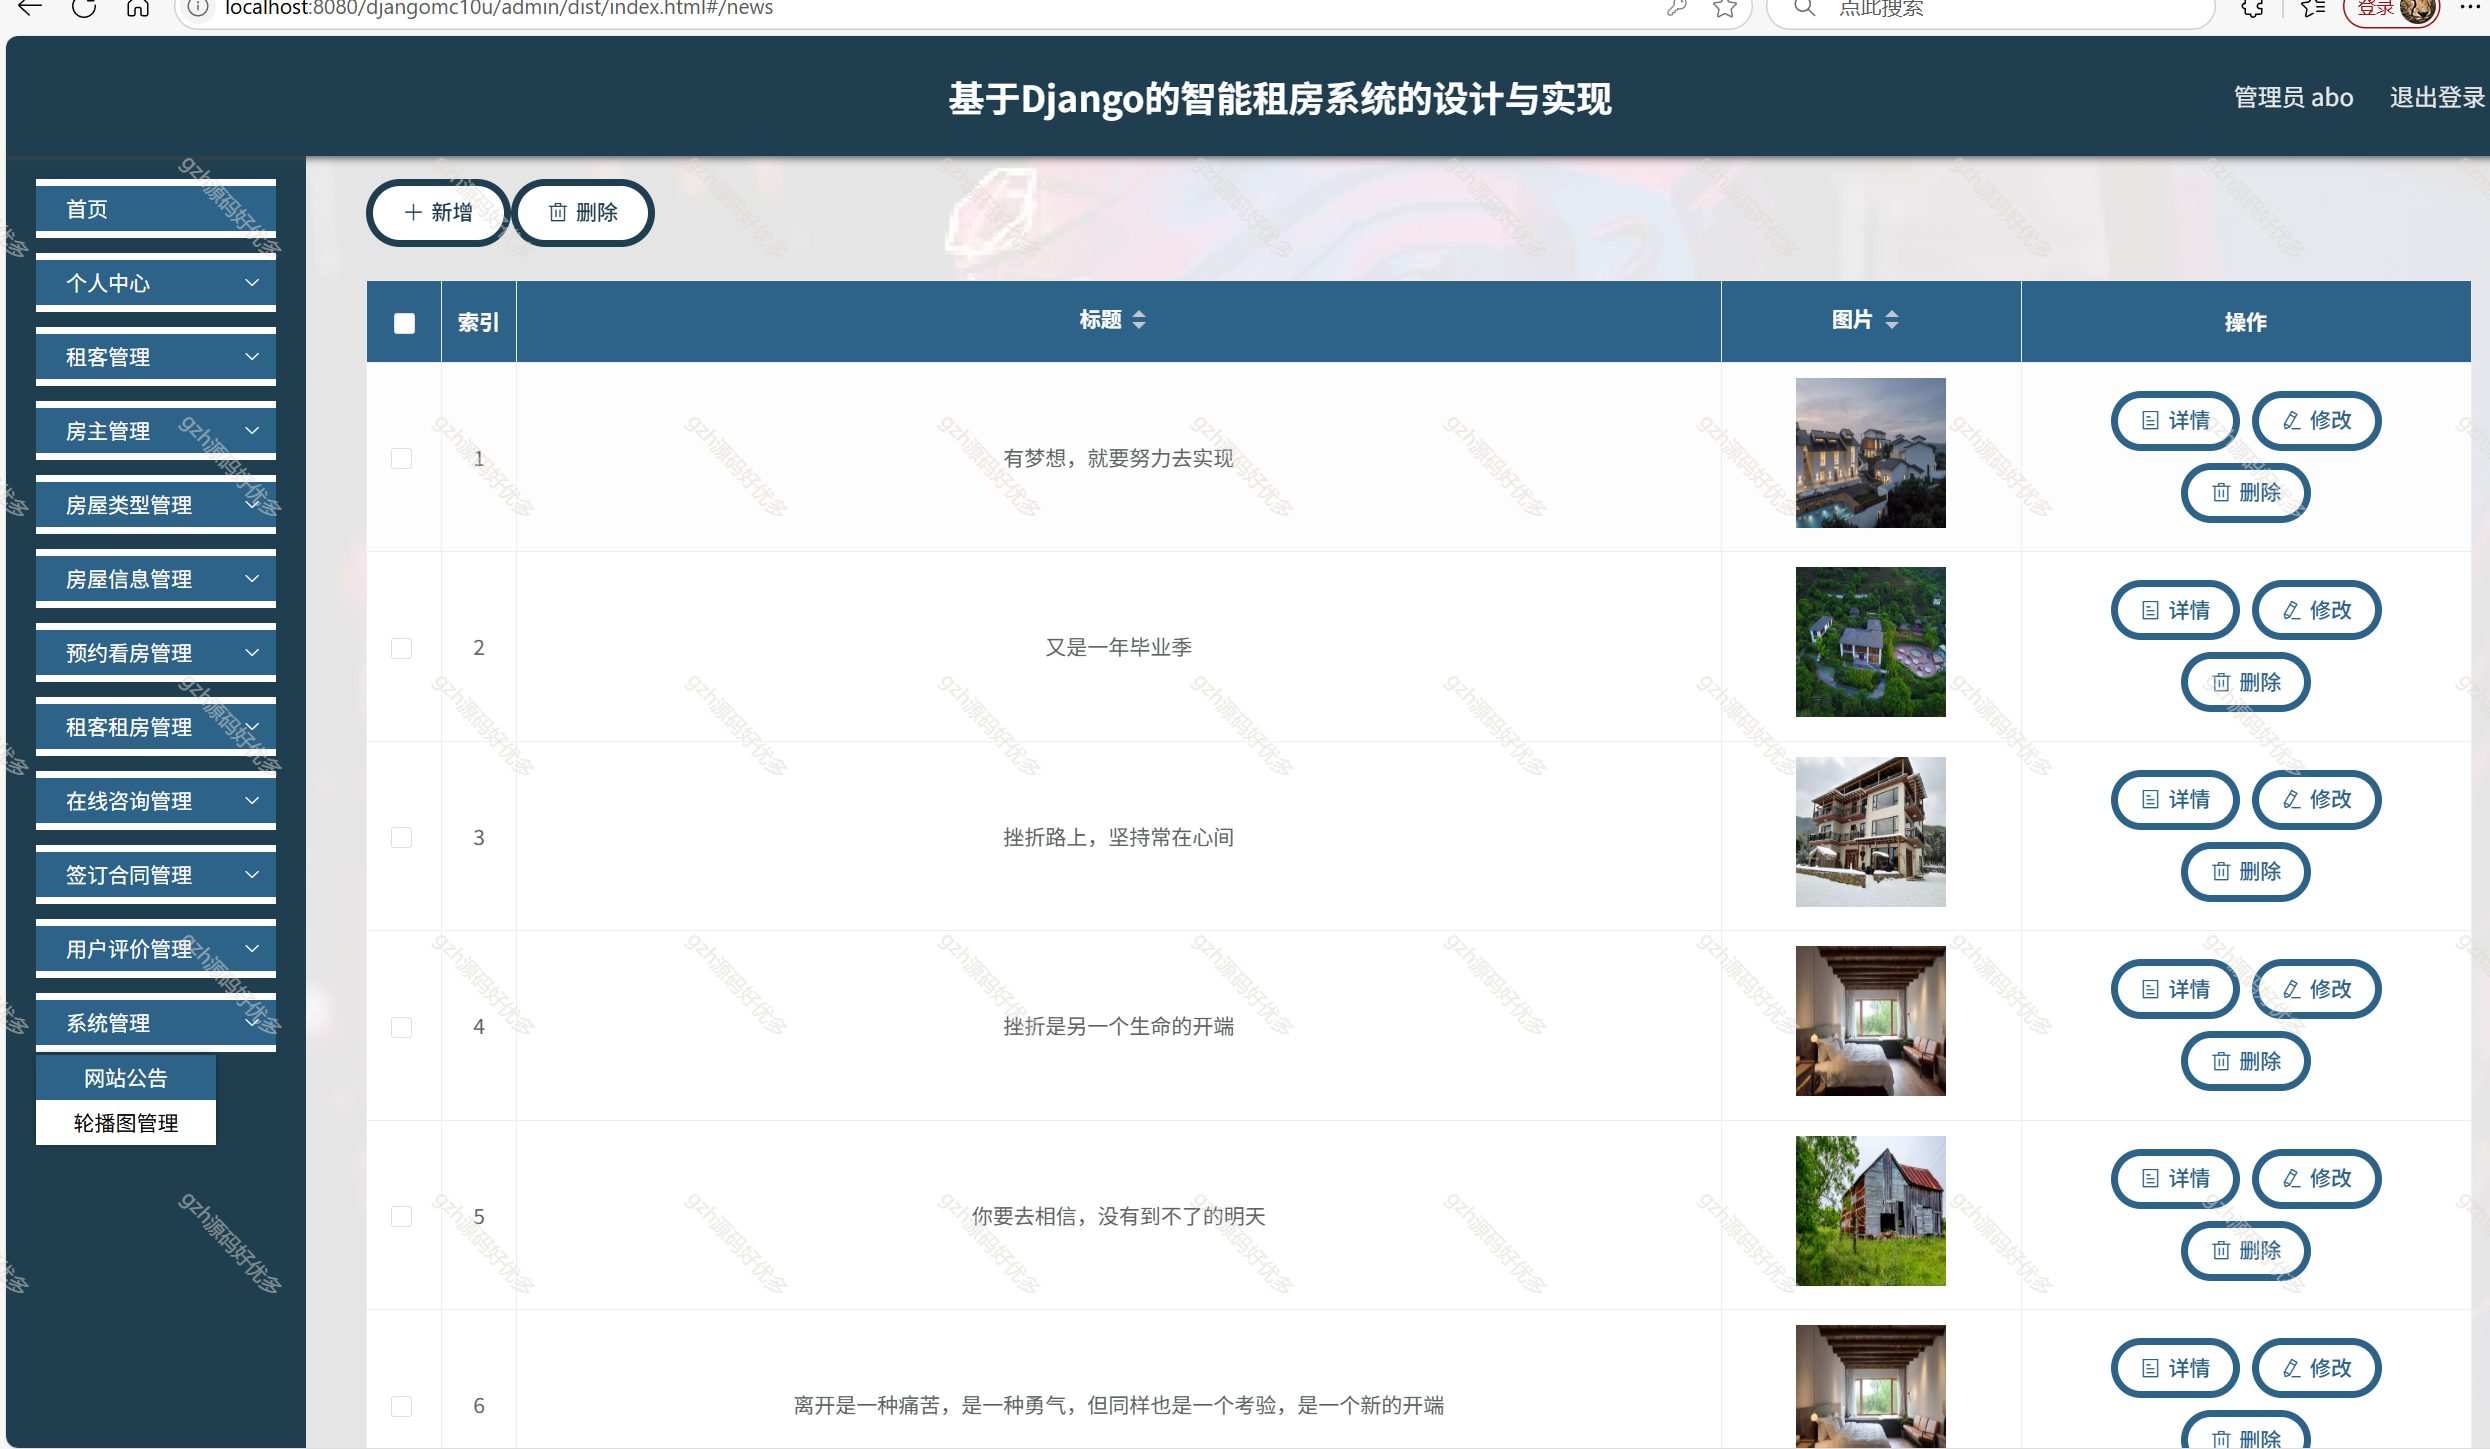 localhost:8080/djangomc10u/admin/dist/index.html#/news
点此搜索
登录
基于Django的智能租房系统的设计与实现
管理员 abo
退出登录
首页
个人中心
租客管理
房主管理
房屋类型管理
房屋信息管理
预约看房管理
租客租房管理
在线咨询管理
签订合同管理
用户评价管理
系统管理
网站公告
轮播图管理
新增
删除
索引 标题 图片 操作
1 有梦想，就要努力去实现 详情 修改
删除
2 又是一年毕业季 详情 修改
删除
3 挫折路上，坚持常在心间 详情 修改
删除
4 挫折是另一个生命的开端 详情 修改
删除
5 你要去相信，没有到不了的明天 详情 修改
删除
6 离开是一种痛苦，是一种勇气，但同样也是一个考验，是一个新的开端 详情 修改
删除
gzh源码好优多